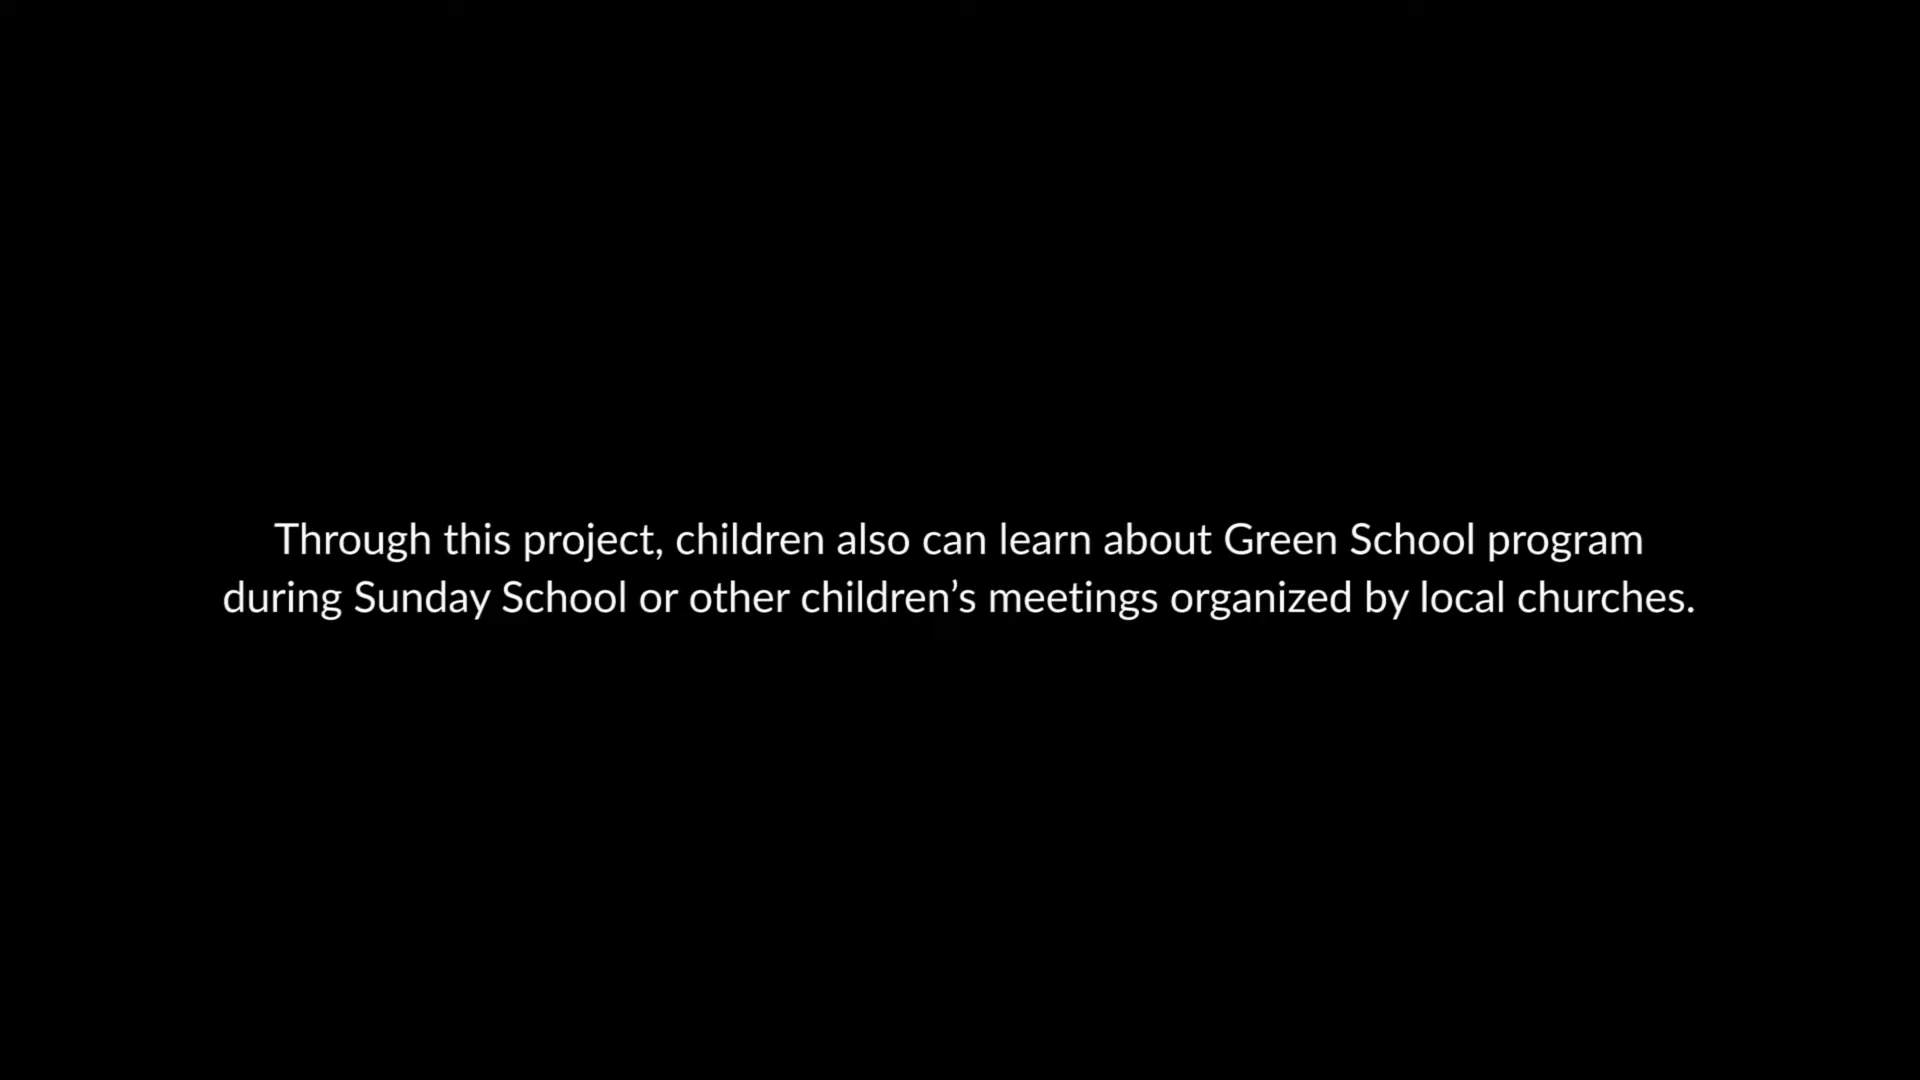 Through this project, children also can learn about Green School program
during Sunday School or other children’s meetings organized by local churches.